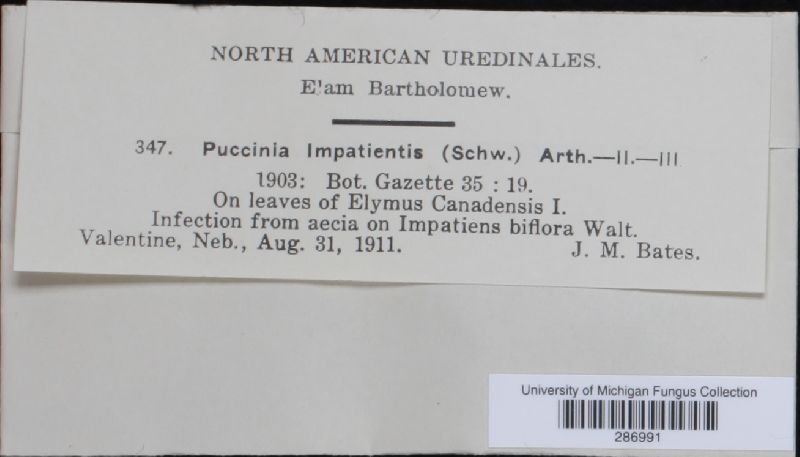 NORTH AMERICAN UREDINALES.
E'am Bartholomew.
347. Puccinia Impatientis (Schw.) Arth.—II.—III
1903: Bot. Gazette 35 : 19.
On leaves of Elymus Canadensis I.
Infection from aecia on Impatiens biflora Walt.
Valentine, Neb., Aug. 31, 1911. J. M. Bates.
University of Michigan Fungus Collection
286991